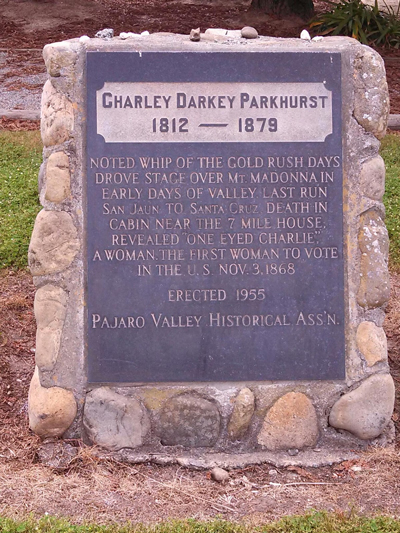 CHARLEY DARKEY PARKHURST
1812 — 1879
NOTED WHIP OF THE GOLD RUSH DAYS
DROVE STAGE OVER MT. MADONNA IN
EARLY DAYS OF VALLEY. LAST RUN
SAN JAUN TO SANTA CRUZ. DEATH IN
CABIN NEAR THE 7 MILE HOUSE,
REVEALED "ONE EYED CHARLIE",
A WOMAN, THE FIRST WOMAN TO VOTE
IN THE U.S. NOV. 3, 1868
ERECTED 1955
PAJARO VALLEY HISTORICAL ASS'N.